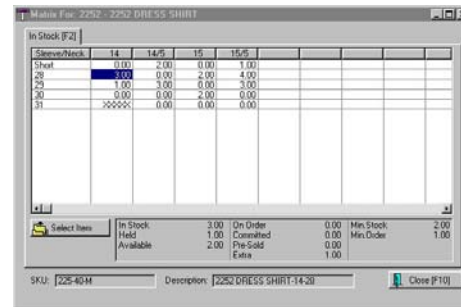 Matrix For: 2252 - 2252 DRESS SHIRT
In Stock [F2]
Sleeve/Neck 14 14/5 15 15/5
Short 0.00 2.00 0.00 1.00
28 3.00 0.00 2.00 4.00
29 1.00 3.00 0.00 3.00
30 0.00 0.00 2.00 0.00
31 XXXXX 0.00 0.00 0.00
Select Item
In Stock 3.00 On Order 0.00 Min.Stock 2.00
Held 1.00 Committed 0.00 Min.Order 1.00
Available 2.00 Pre-Sold 0.00
Extra 1.00
SKU: 225-40-M Description: 2252 DRESS SHIRT-14-28 Close [F10]